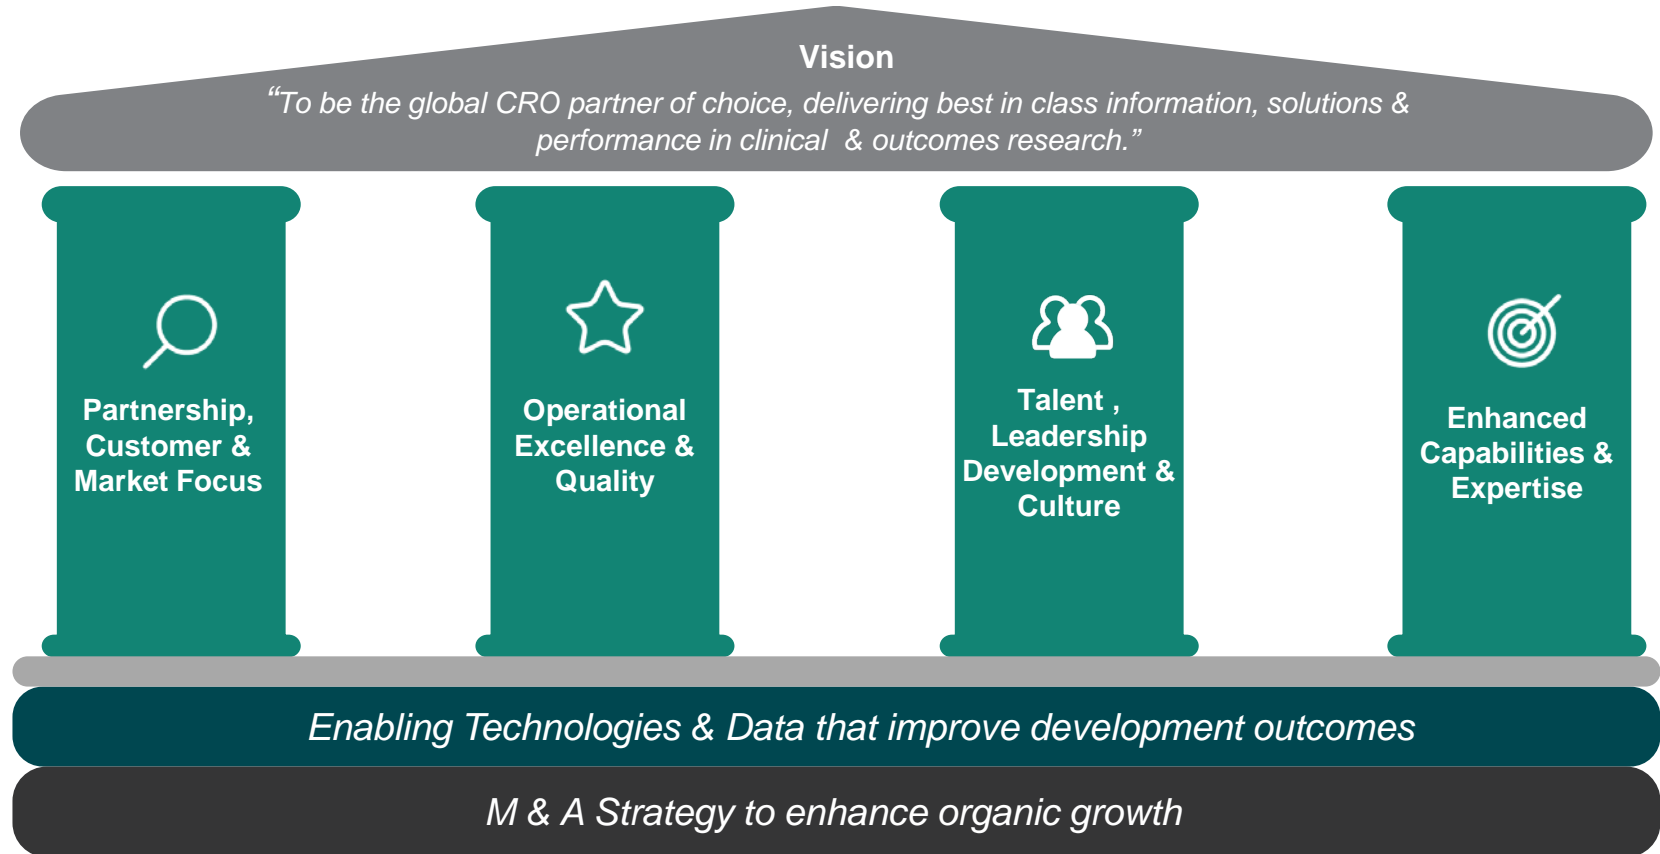 Vision
“To be the global CRO partner of choice, delivering best in class information, solutions &
performance in clinical  & outcomes research.”
Partnership,
Customer &
Market Focus
Operational
Excellence &
Quality
Talent ,
Leadership
Development &
Culture
Enhanced
Capabilities &
Expertise
Enabling Technologies & Data that improve development outcomes
M & A Strategy to enhance organic growth